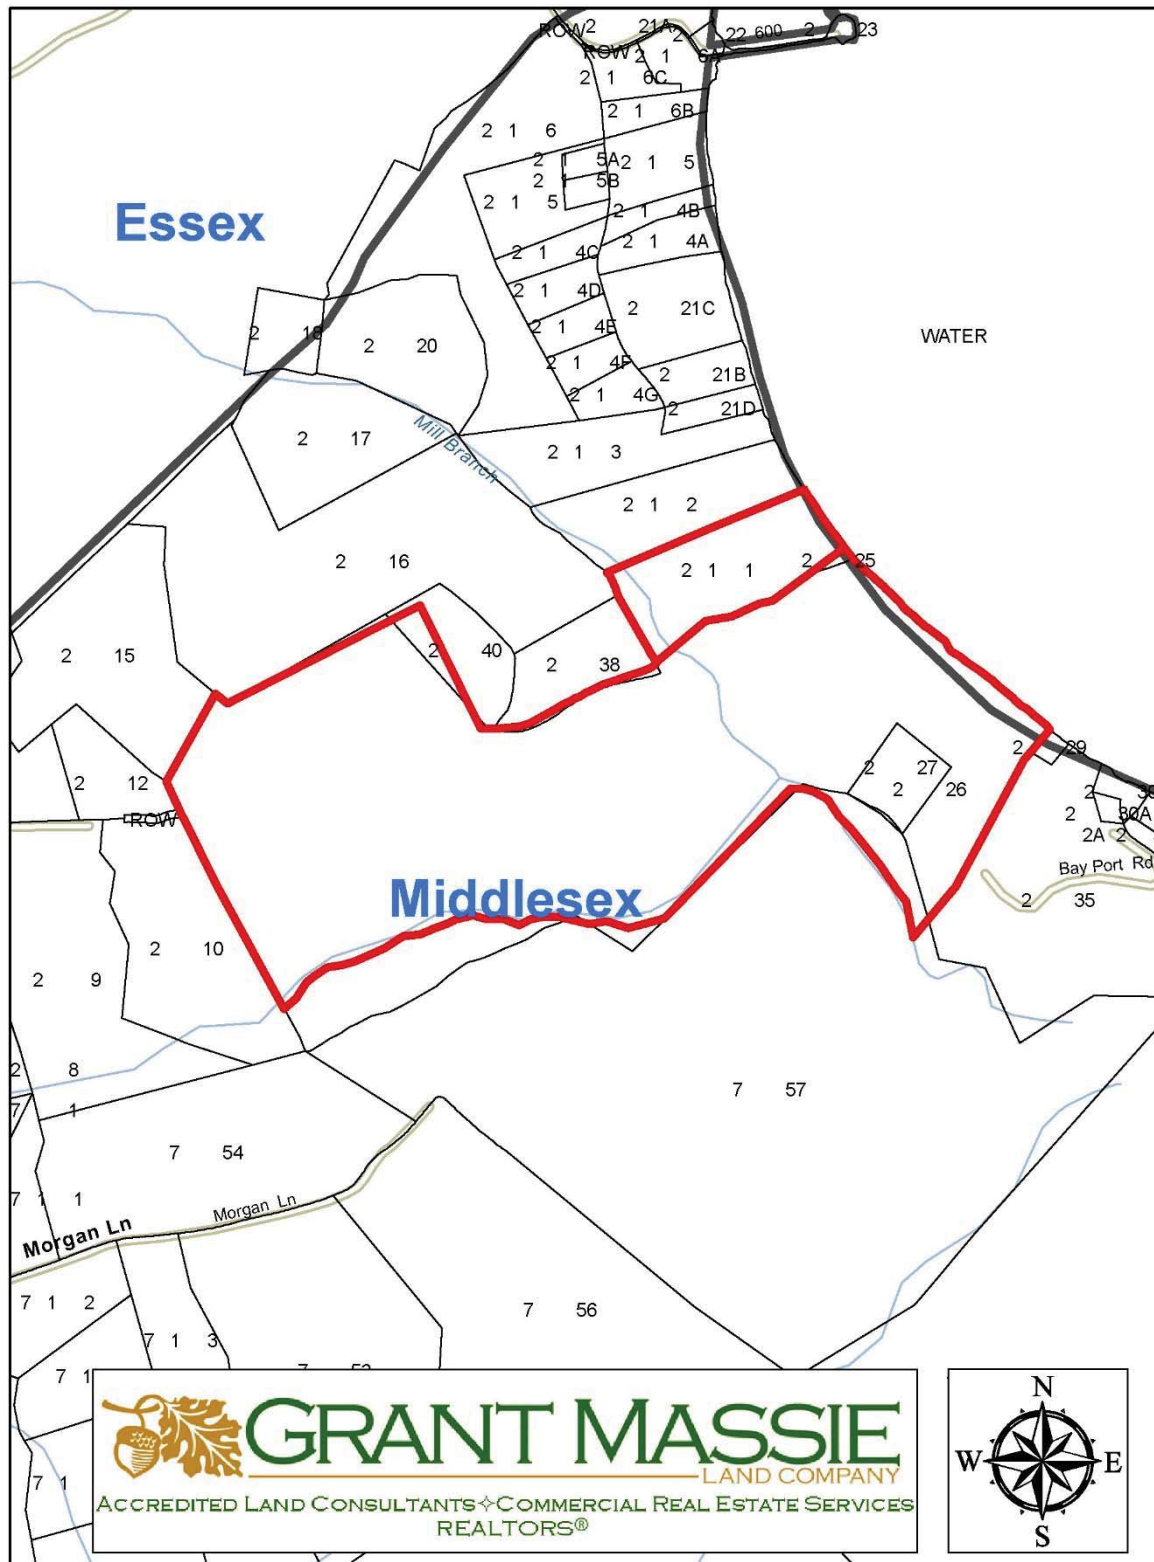 ROW 2 21A 2 22 600 2 23
ROW 2 1 6A
2 1 6C
2 1 6B
2 1 6
2 1 5A 2 1 5
2 1 5B
2 1 5
2 1 4B
Essex
2 1 4C 2 1 4A
2 1 4D
2 21C
2 1 4E
WATER
2 18 2 20
2 1 4F
2 21B
2 1 4G
2 21D
2 17
Mill Branch
2 1 3
2 1 2
2 16
2 1 1
2 25
2 15
2 40
2 38
2 29
2 12
2 27
2 26
2 30A
2A 2
ROW
Bay Port Rd
Middlesex
2 35
2 10
2 9
2 8
7 57
7 1
7 54
7 1 1
Morgan Ln
Morgan Ln
7 1 2
7 56
7 1 3
7 1
7 1
GRANT MASSIE
LAND COMPANY
ACCREDITED LAND CONSULTANTS✧COMMERCIAL REAL ESTATE SERVICES
REALTORS®
N
W E
S